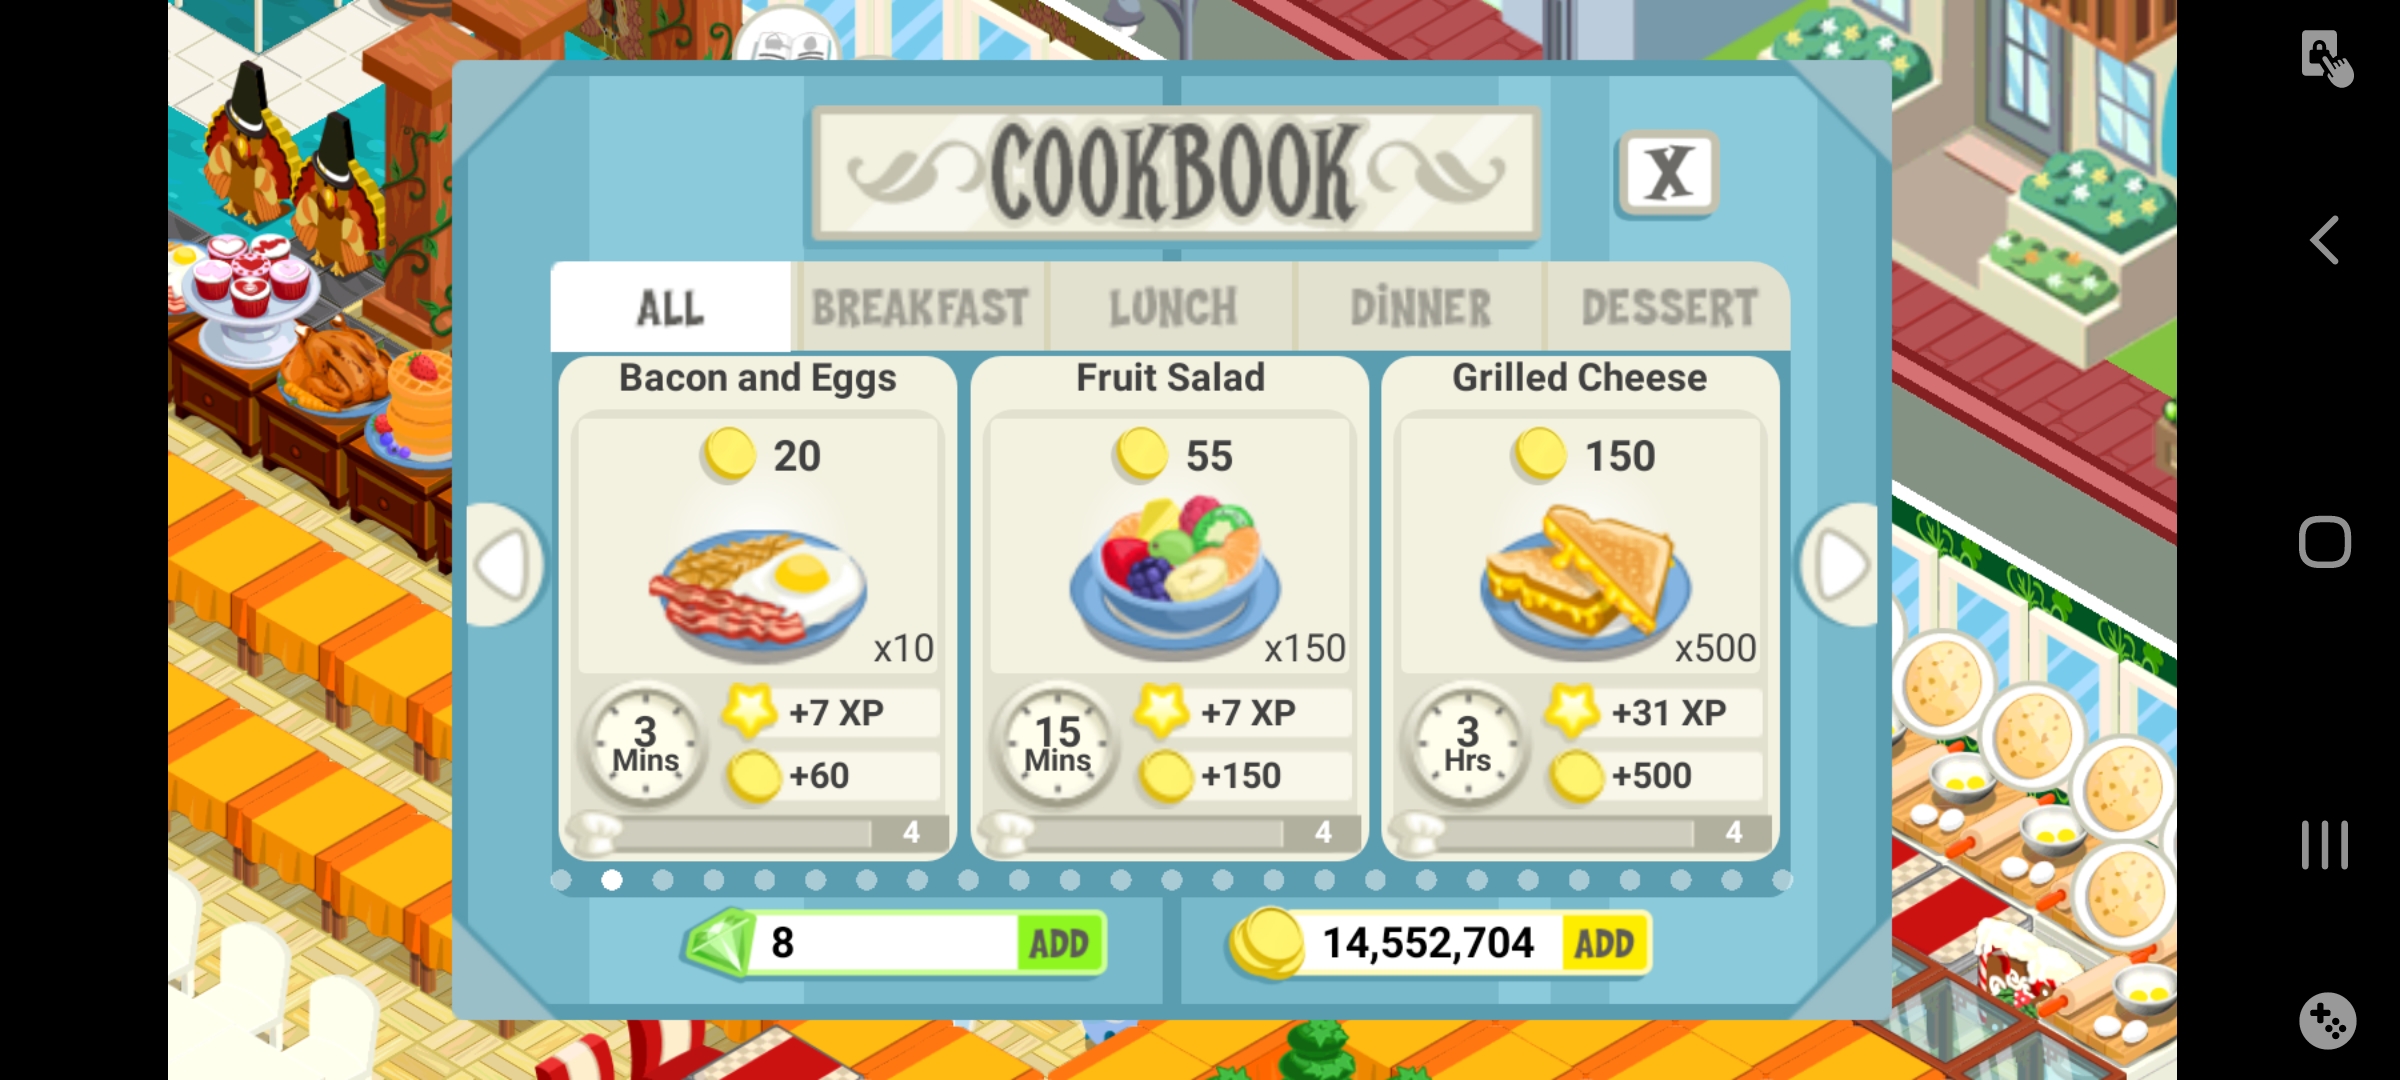 COOKBOOK
X
ALL
BREAKFAST
LUNCH
DINNER
DESSERT
Bacon and Eggs
20
x10
3
Mins
+7 XP
+60
4
Fruit Salad
55
x150
15
Mins
+7 XP
+150
4
Grilled Cheese
150
x500
3
Hrs
+31 XP
+500
4
8
ADD
14,552,704
ADD